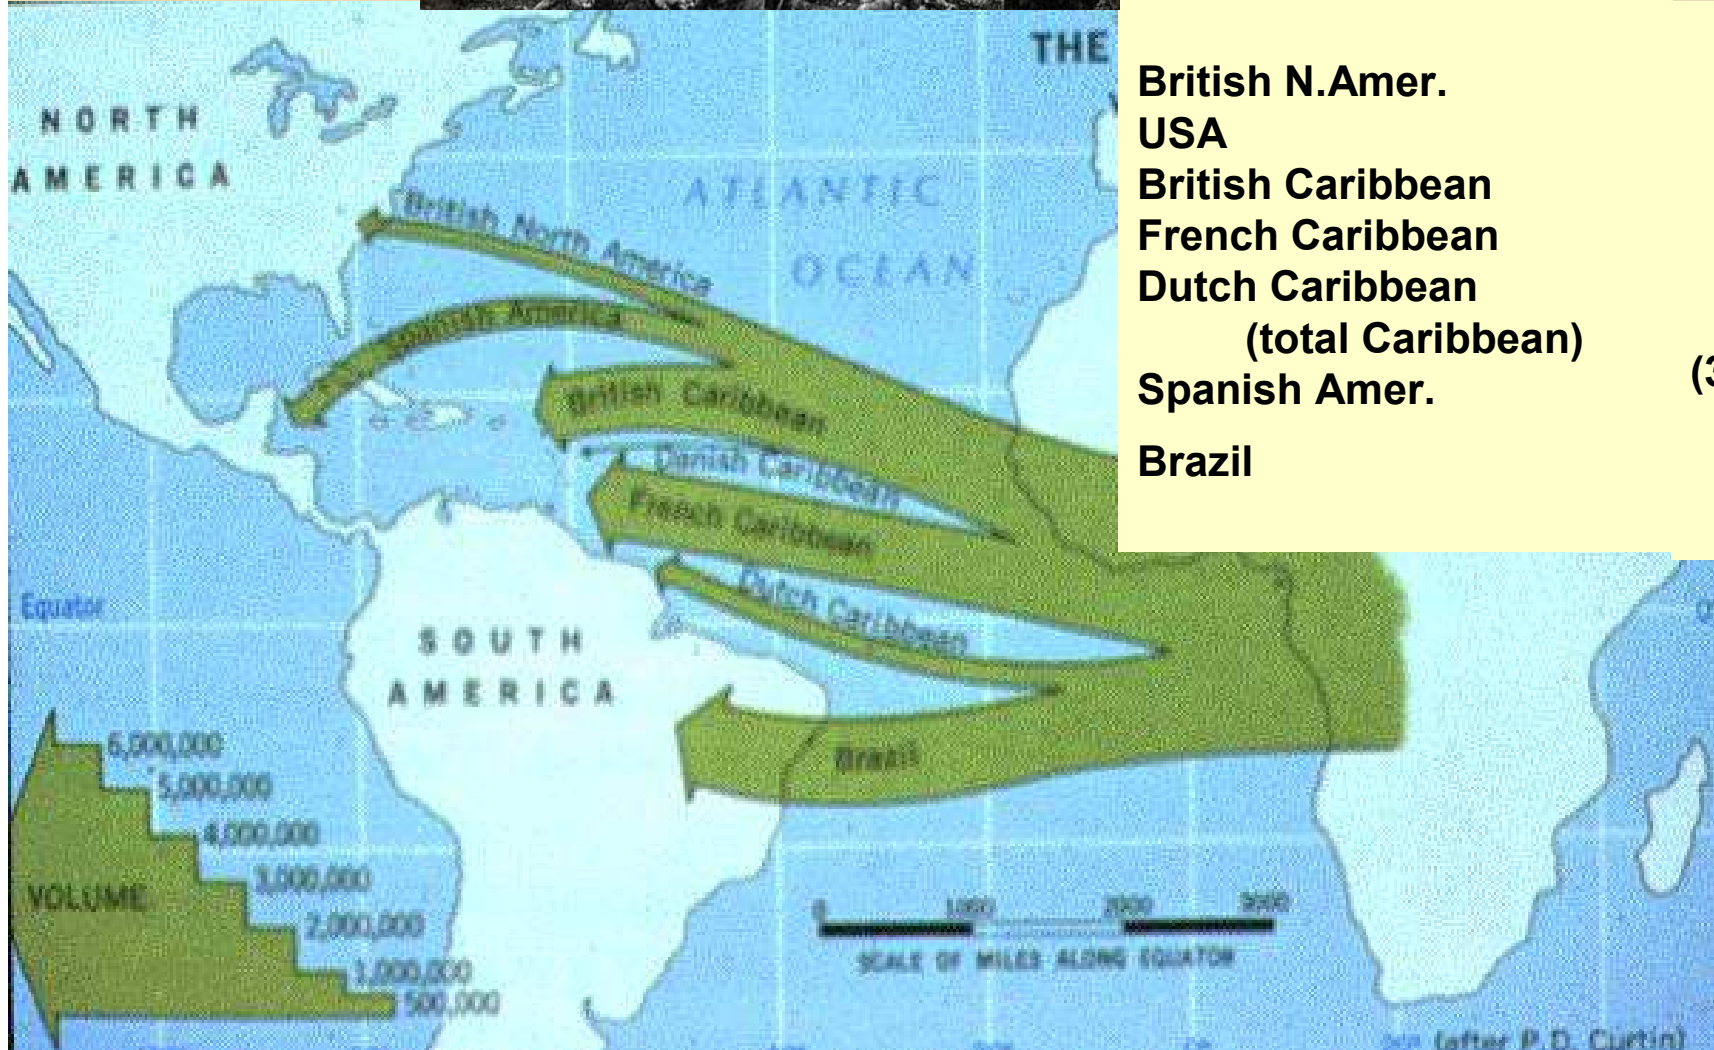 THE
British N.Amer.
USA
British Caribbean
French Caribbean
Dutch Caribbean
(total Caribbean)
(3
Spanish Amer.
Brazil
NORTH
AMERICA
ATLANTIC
OCEAN
British North America
Spanish America
British Caribbean
Danish Caribbean
French Caribbean
Dutch Caribbean
Equator
SOUTH
AMERICA
Brazil
6,000,000
5,000,000
4,000,000
3,000,000
VOLUME
2,000,000
1,000,000
500,000
0 1000 2000 3000
SCALE OF MILES ALONG EQUATOR
(after P.D. Curtin)